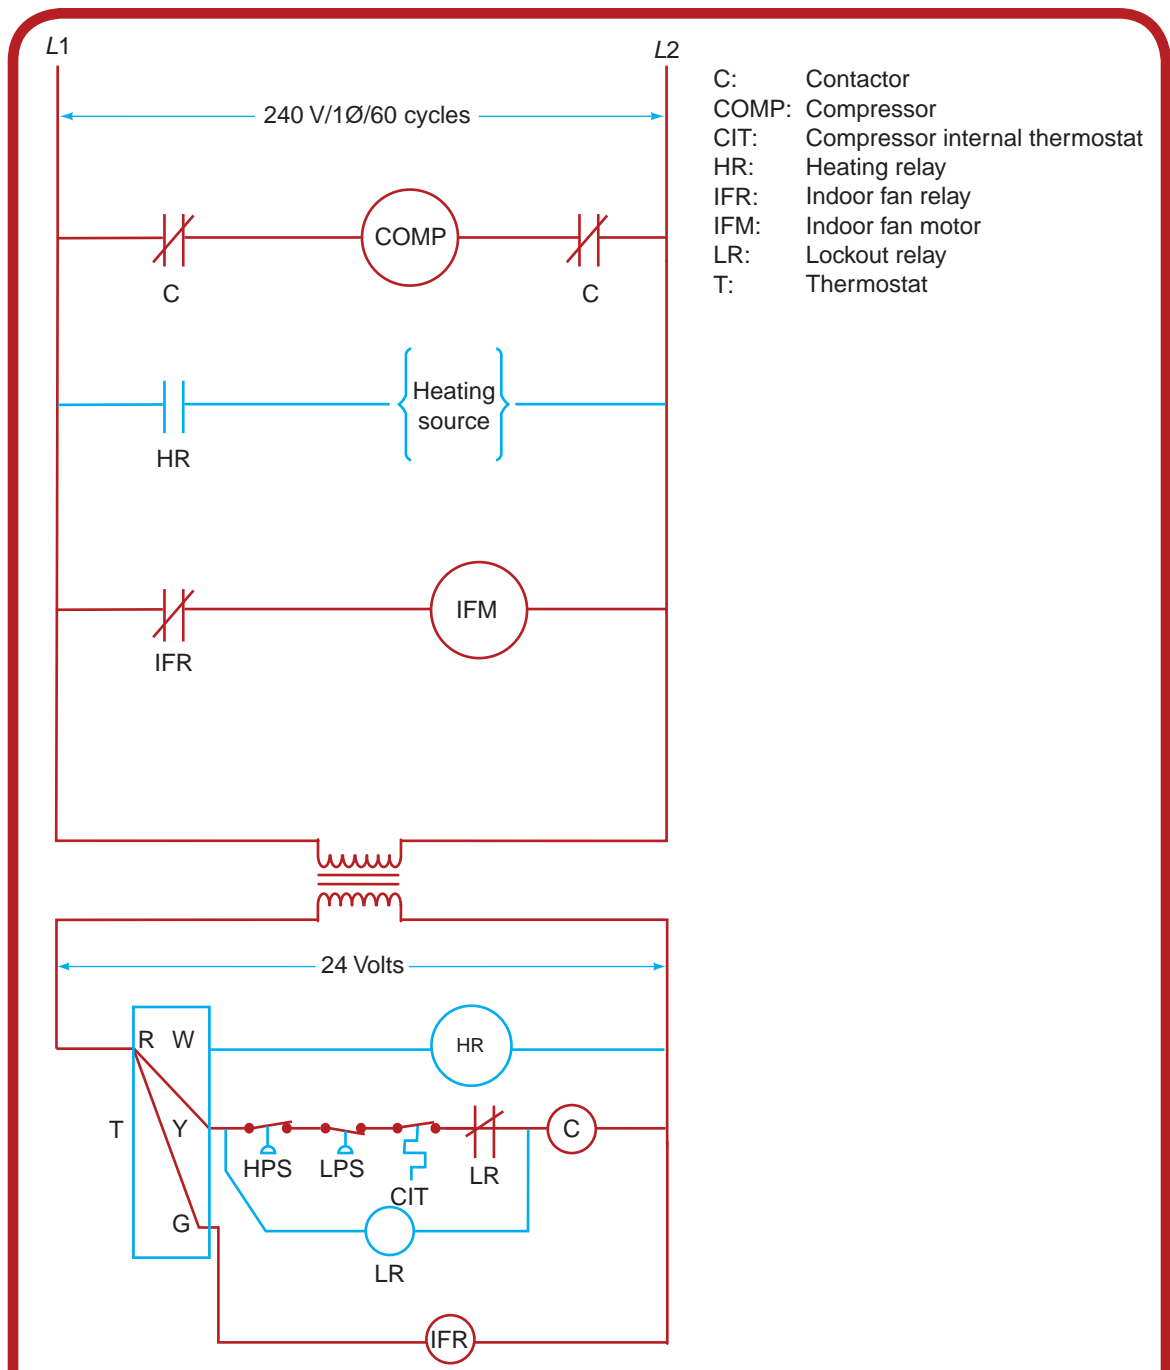 L1
L2
240 V/1Ø/60 cycles
C: Contactor
COMP: Compressor
CIT: Compressor internal thermostat
HR: Heating relay
IFR: Indoor fan relay
IFM: Indoor fan motor
LR: Lockout relay
T: Thermostat
COMP
C
C
Heating
source
HR
IFM
IFR
24 Volts
R W
HR
T
Y
C
HPS
LPS
LR
CIT
G
LR
IFR